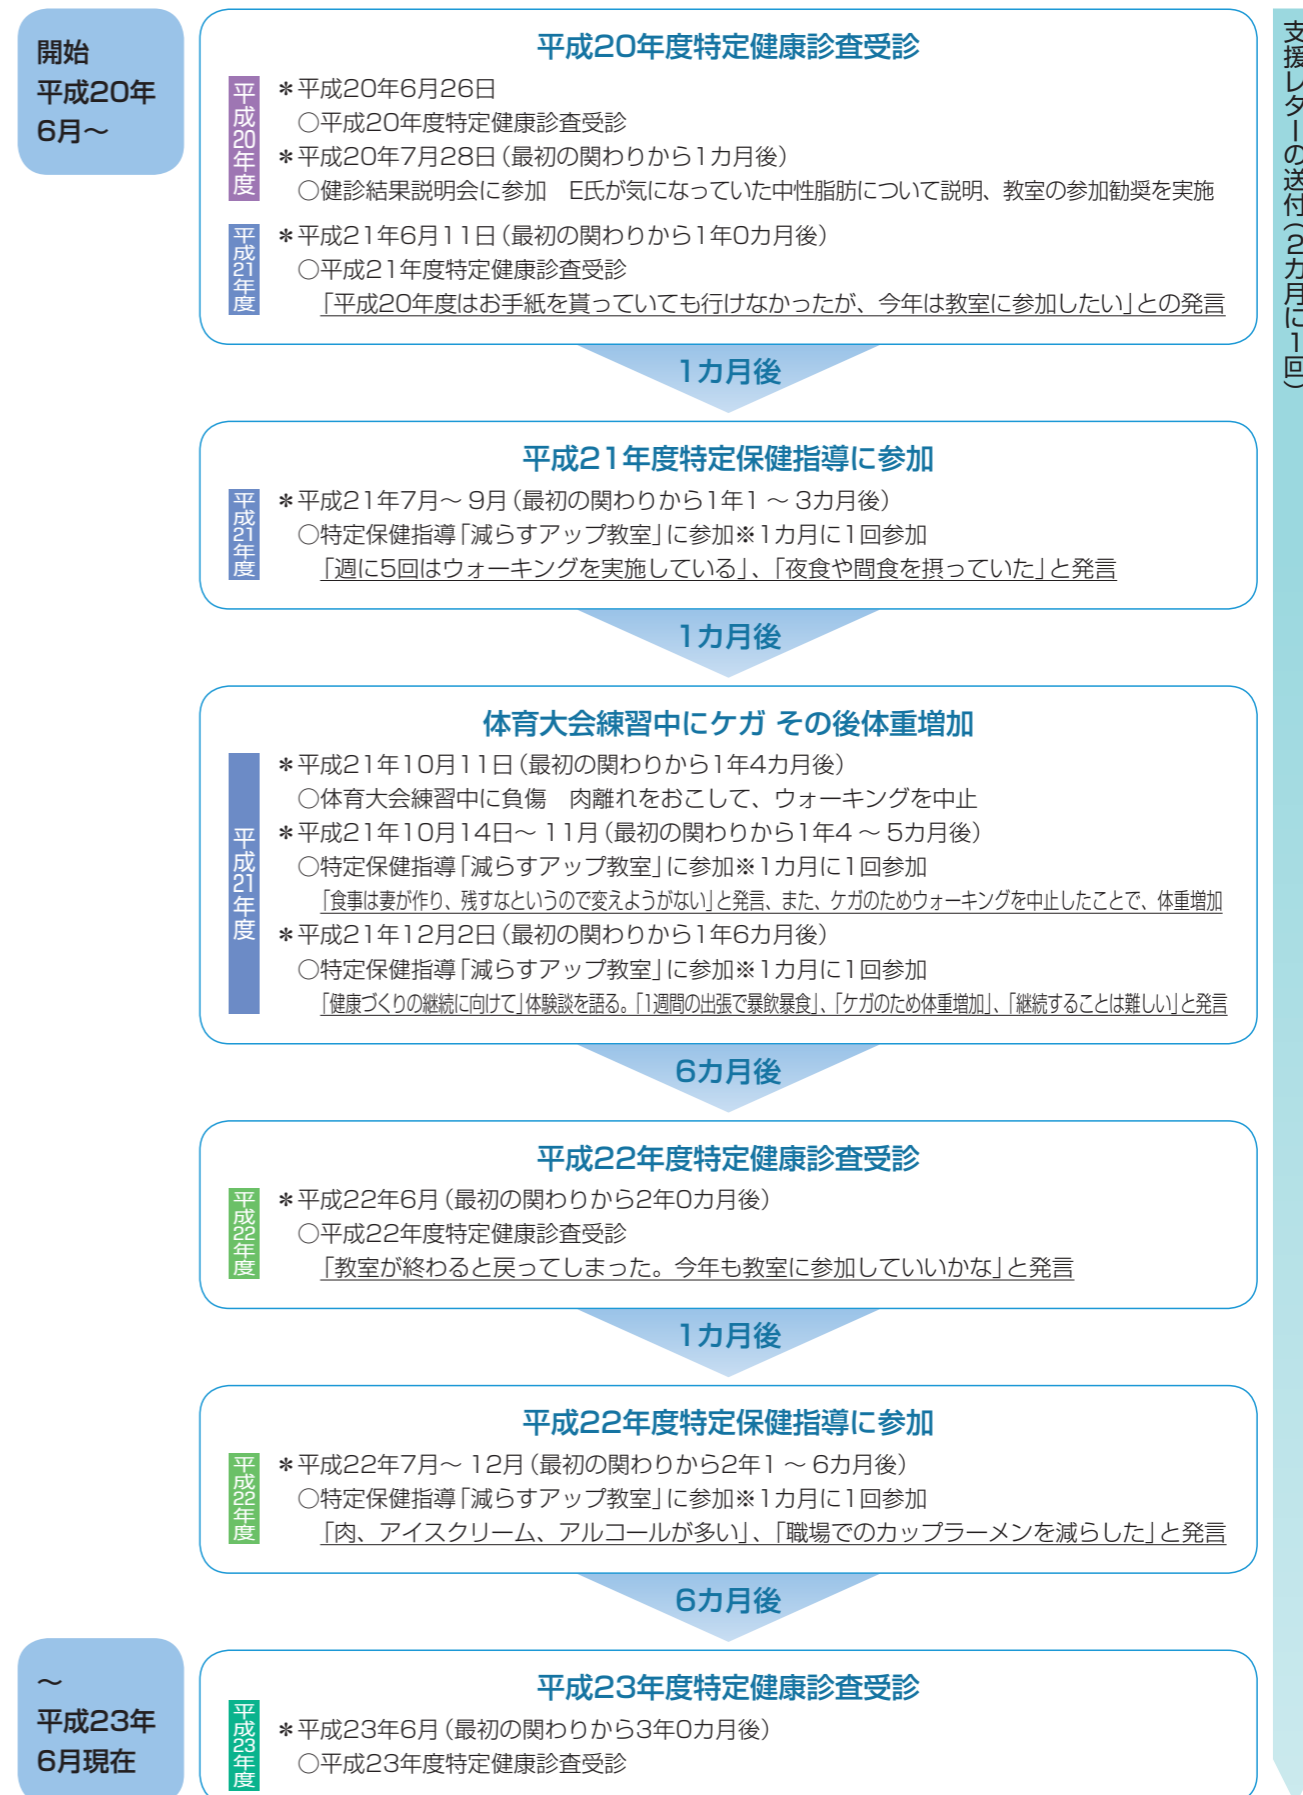 開始
平成20年
6月～
平成20年度特定健康診査受診
平成20年度
＊平成20年6月26日
○平成20年度特定健康診査受診
＊平成20年7月28日（最初の関わりから1カ月後）
○健診結果説明会に参加　E氏が気になっていた中性脂肪について説明、教室の参加勧奨を実施
平成21年度
＊平成21年6月11日（最初の関わりから1年0カ月後）
○平成21年度特定健康診査受診
「平成20年度はお手紙を貰っていても行けなかったが、今年は教室に参加したい」との発言
1カ月後
平成21年度特定保健指導に参加
平成21年度
＊平成21年7月～9月（最初の関わりから1年1～3カ月後）
○特定保健指導「減らすアップ教室」に参加※1カ月に1回参加
「週に5回はウォーキングを実施している」、「夜食や間食を摂っていた」と発言
1カ月後
体育大会練習中にケガ その後体重増加
平成21年度
＊平成21年10月11日（最初の関わりから1年4カ月後）
○体育大会練習中に負傷　肉離れをおこして、ウォーキングを中止
＊平成21年10月14日～11月（最初の関わりから1年4～5カ月後）
○特定保健指導「減らすアップ教室」に参加※1カ月に1回参加
「食事は妻が作り、残すなというので変えようがない」と発言、また、ケガのためウォーキングを中止したことで、体重増加
＊平成21年12月2日（最初の関わりから1年6カ月後）
○特定保健指導「減らすアップ教室」に参加※1カ月に1回参加
「健康づくりの継続に向けて」体験談を語る。「1週間の出張で暴飲暴食」、「ケガのため体重増加」、「継続することは難しい」と発言
6カ月後
平成22年度特定健康診査受診
平成22年度
＊平成22年6月（最初の関わりから2年0カ月後）
○平成22年度特定健康診査受診
「教室が終わると戻ってしまった。今年も教室に参加していいかな」と発言
1カ月後
平成22年度特定保健指導に参加
平成22年度
＊平成22年7月～12月（最初の関わりから2年1～6カ月後）
○特定保健指導「減らすアップ教室」に参加※1カ月に1回参加
「肉、アイスクリーム、アルコールが多い」、「職場でのカップラーメンを減らした」と発言
6カ月後
～
平成23年
6月現在
平成23年度特定健康診査受診
平成23年度
＊平成23年6月（最初の関わりから3年0カ月後）
○平成23年度特定健康診査受診
支援レターの送付（2カ月に1回）